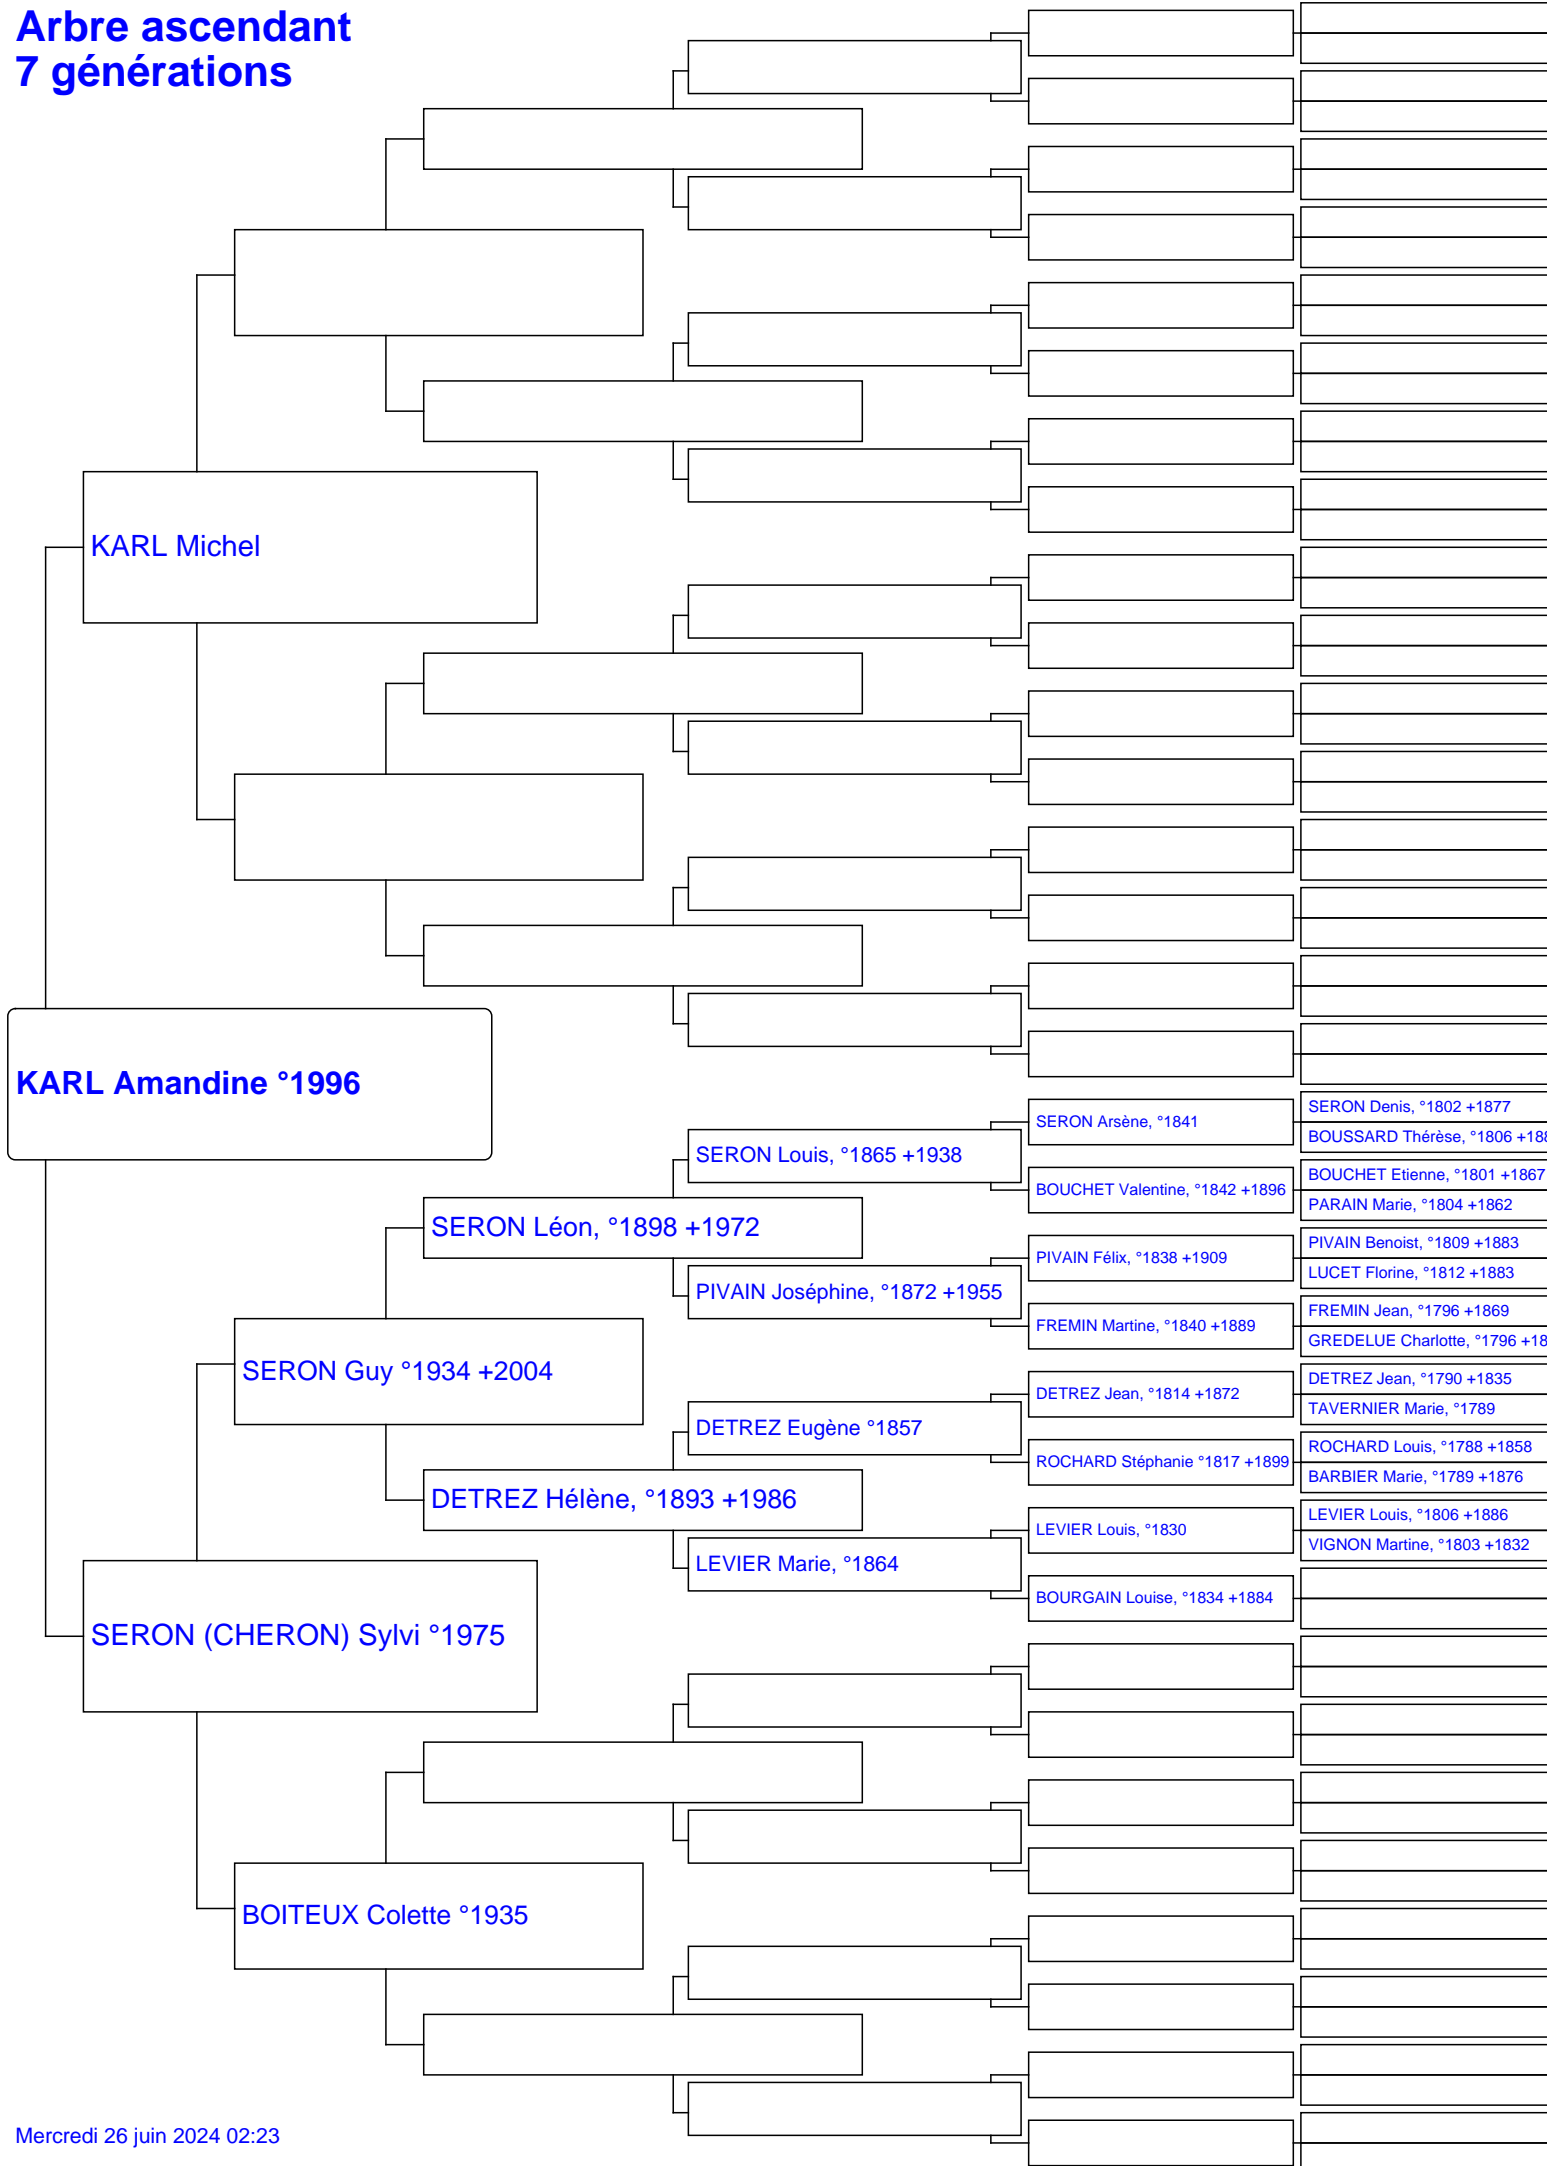 Arbre ascendant
7 générations
KARL Michel
KARL Amandine °1996
SERON Denis, °1802 +1877
SERON Arsène, °1841
BOUSSARD Thérèse, °1806
SERON Louis, °1865 +1938
BOUCHET Etienne, °1801 +1867
BOUCHET Valentine, °1842 +1896
PARAIN Marie, °1804 +1862
SERON Léon, °1898 +1972
PIVAIN Benoist, °1809 +1883
PIVAIN Félix, °1838 +1909
LUCET Florine, °1812 +1883
PIVAIN Joséphine, °1872 +1955
FREMIN Jean, °1796 +1869
FREMIN Martine, °1840 +1889
GREDELUE Charlotte, °1796
SERON Guy °1934 +2004
DETREZ Jean, °1790 +1835
DETREZ Jean, °1814 +1872
TAVERNIER Marie, °1789
DETREZ Eugène °1857
ROCHARD Louis, °1788 +1858
ROCHARD Stéphanie °1817 +1899
BARBIER Marie, °1789 +1876
DETREZ Hélène, °1893 +1986
LEVIER Louis, °1806 +1886
LEVIER Louis, °1830
VIGNON Martine, °1803 +1832
LEVIER Marie, °1864
BOURGAIN Louise, °1834 +1884
SERON (CHERON) Sylvi °1975
BOITEUX Colette °1935
Mercredi 26 juin 2024 02:23